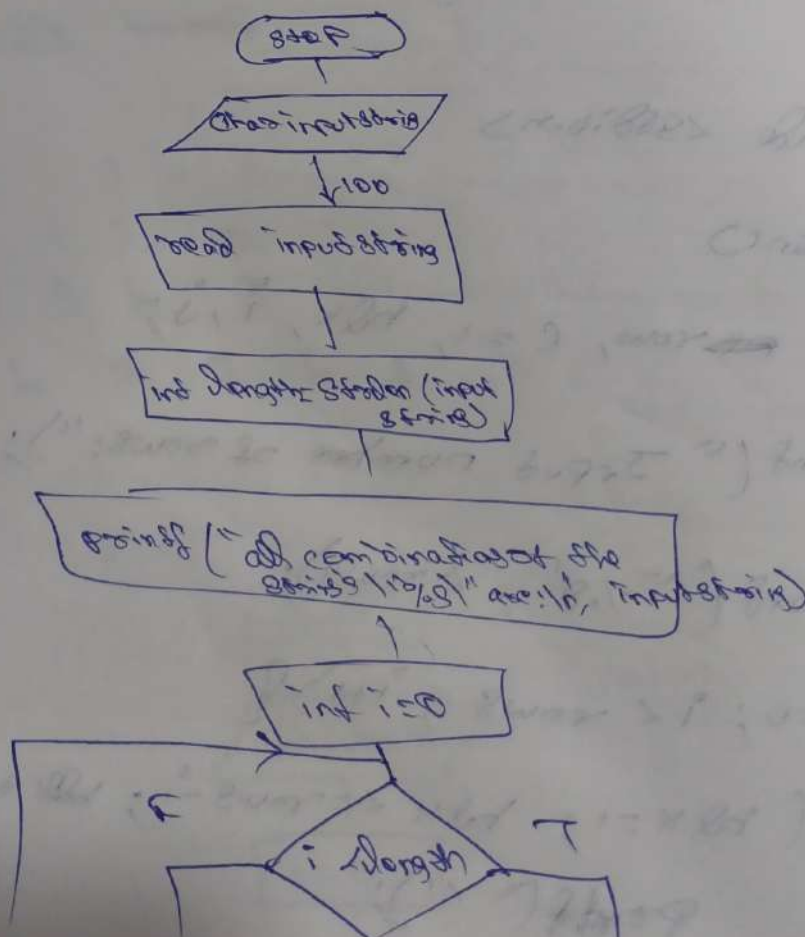 stop
Char inputstring
100
read inputstring
int length=strlen (input
string)
printf ("all combinations of the
string \"%s\" are:\n", inputstring)
int i=0
F
T
i <length